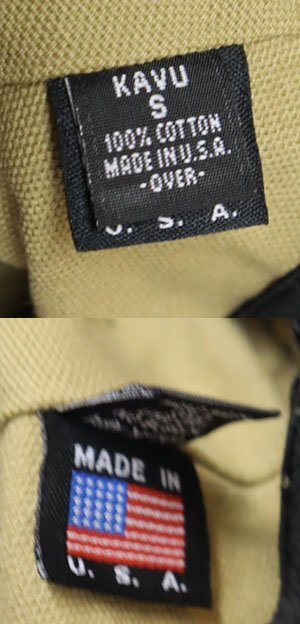 KAVU
S
100% COTTON
MADE IN U.S.A.
-OVER-
U. S. A.
MADE IN
U. S. A.